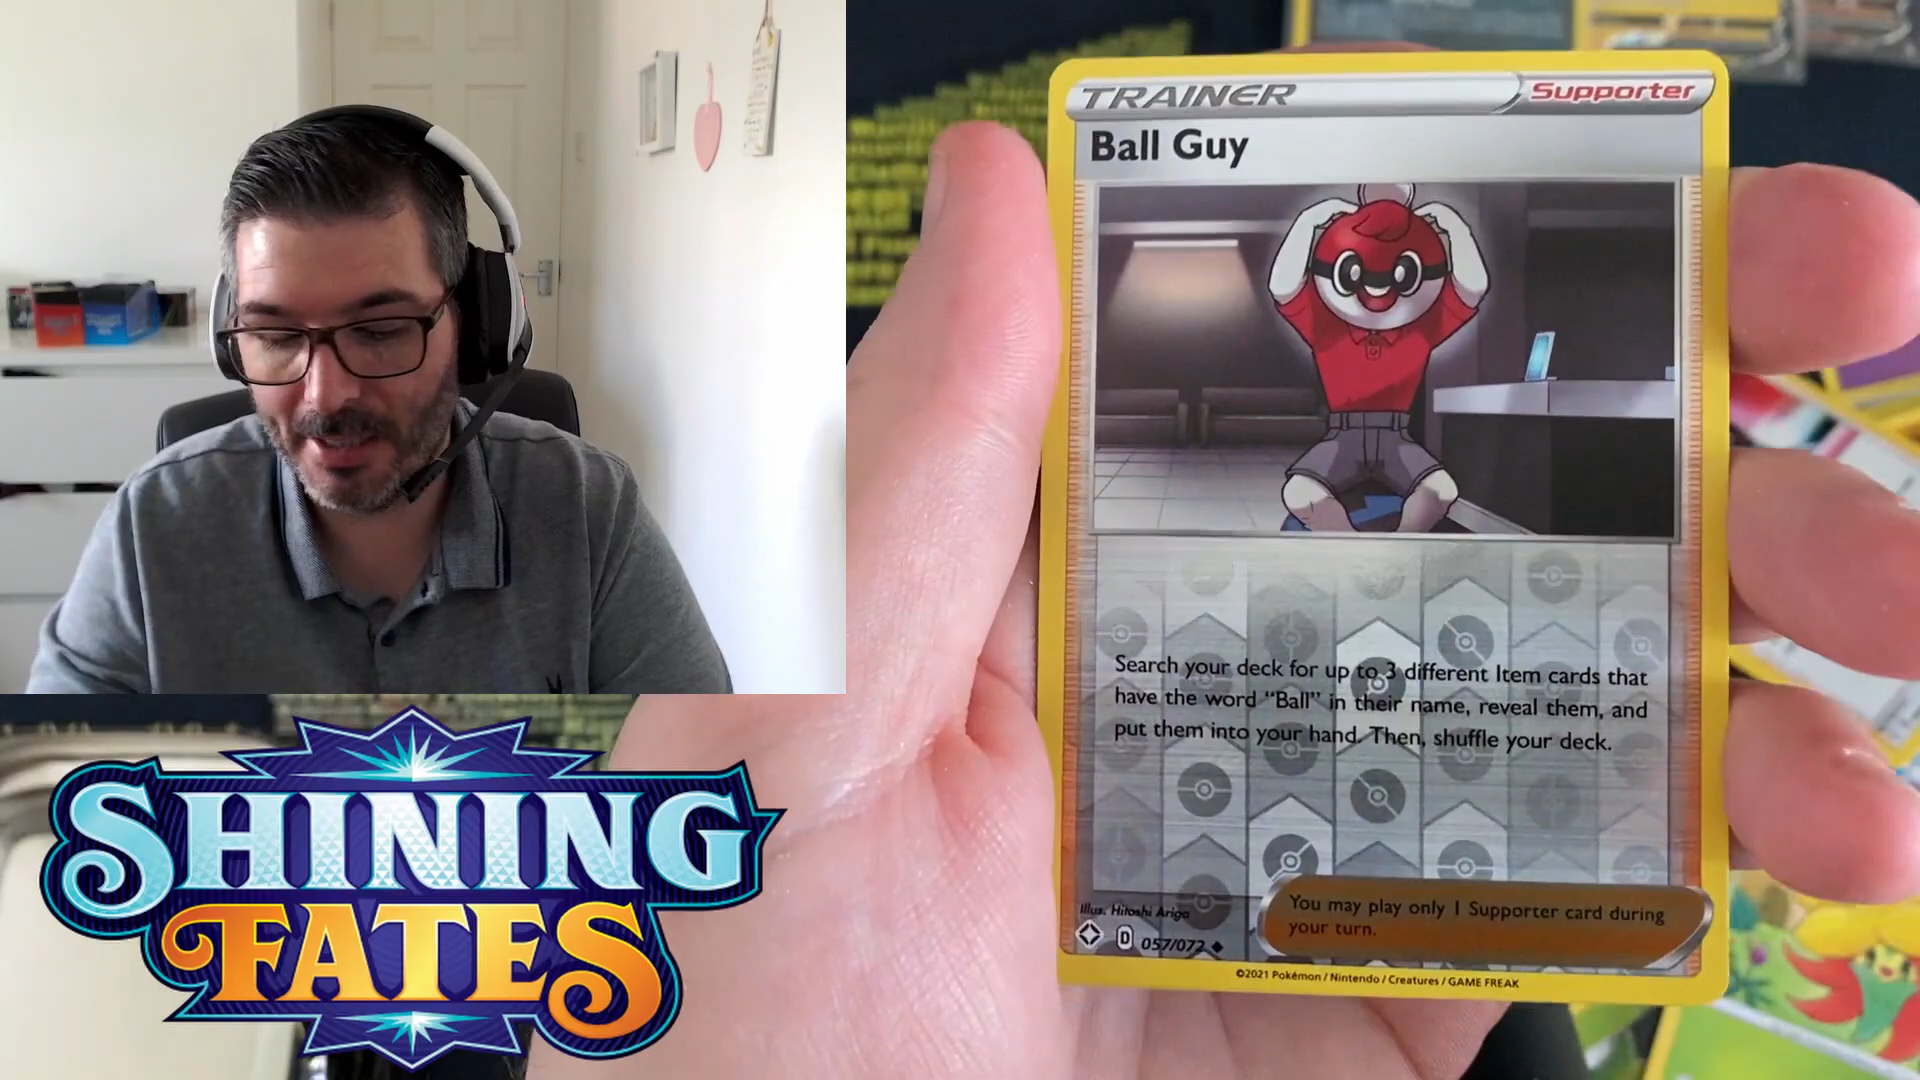 TRAINER
Supporter
Ball Guy
Search your deck for up to 3 different Item cards that
have the word “Ball” in their name, reveal them, and
put them into your hand. Then, shuffle your deck.
Illus. Hitoshi Ariga
D 057/072
You may play only 1 Supporter card during
your turn.
©2021 Pokémon / Nintendo / Creatures / GAME FREAK
SHINING
FATES